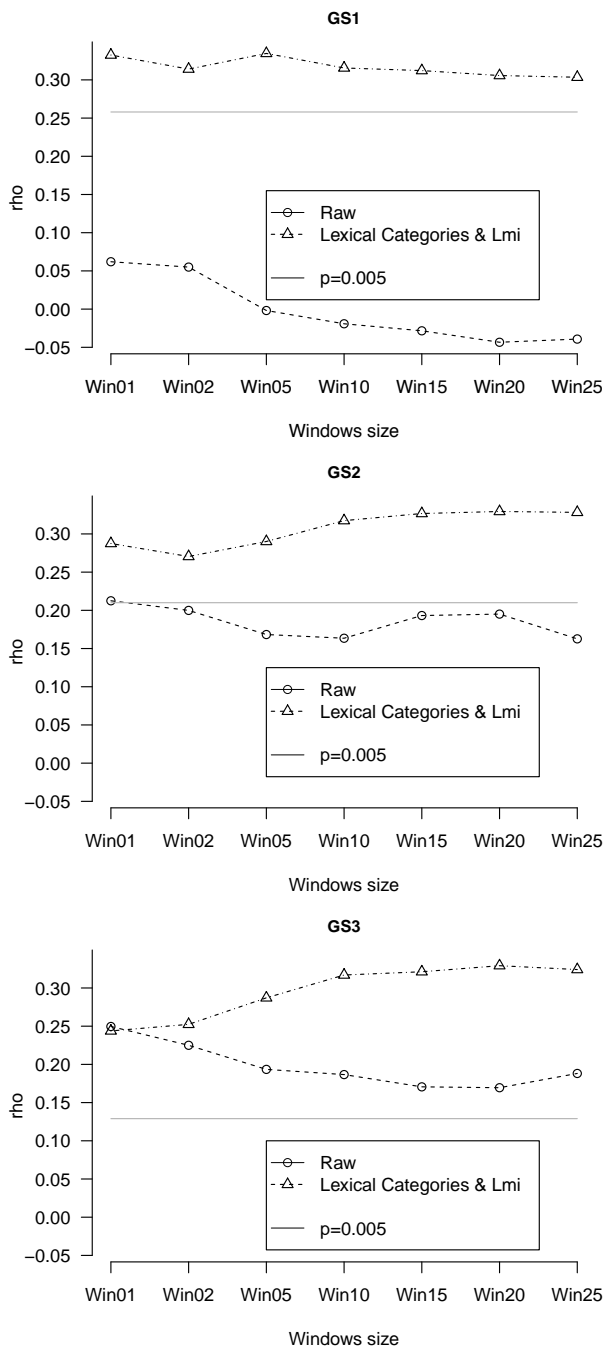 GS1
0.30
0.25
0.20
0.15
0.10
0.05
0.00
−0.05
rho
Raw
Lexical Categories & Lmi
p=0.005
Win01 Win02 Win05 Win10 Win15 Win20 Win25
Windows size
GS2
0.30
0.25
0.20
0.15
0.10
0.05
0.00
−0.05
rho
Raw
Lexical Categories & Lmi
p=0.005
Win01 Win02 Win05 Win10 Win15 Win20 Win25
Windows size
GS3
0.30
0.25
0.20
0.15
0.10
0.05
0.00
−0.05
rho
Raw
Lexical Categories & Lmi
p=0.005
Win01 Win02 Win05 Win10 Win15 Win20 Win25
Windows size